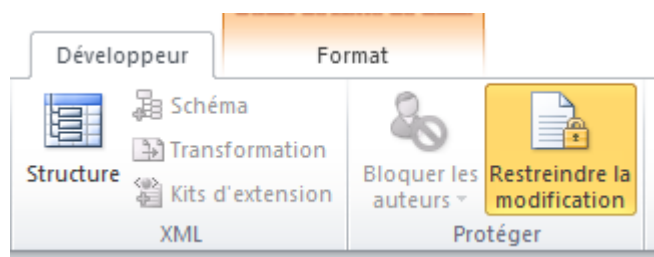 Développeur
Format
Structure
Schéma
Transformation
Kits d'extension
XML
Bloquer les
auteurs
Restreindre la
modification
Protéger